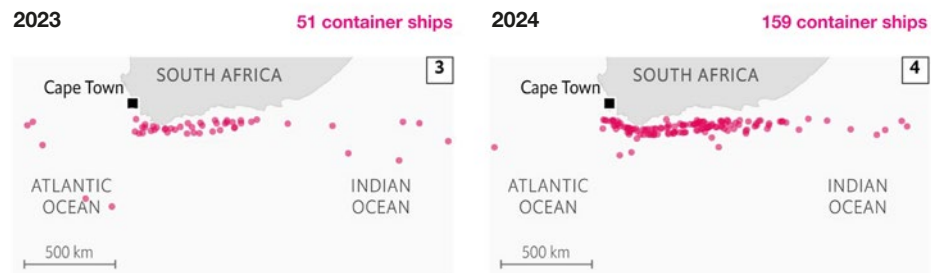 2023
51 container ships
SOUTH AFRICA
3
Cape Town
ATLANTIC
OCEAN
INDIAN
OCEAN
500 km
2024
159 container ships
SOUTH AFRICA
4
Cape Town
ATLANTIC
OCEAN
INDIAN
OCEAN
500 km